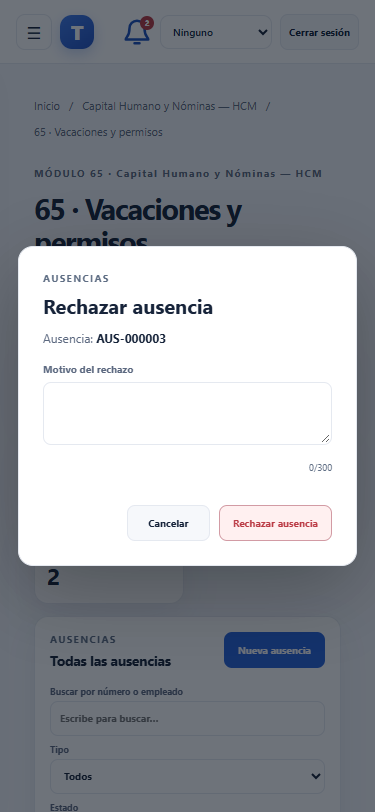 ☰
T
2
Ninguno
Cerrar sesión
Inicio / Capital Humano y Nóminas — HCM /
65 · Vacaciones y permisos
MÓDULO 65 · Capital Humano y Nóminas — HCM
65 · Vacaciones y
permisos
AUSENCIAS
Rechazar ausencia
Ausencia: AUS-000003
Motivo del rechazo
0/300
Cancelar
Rechazar ausencia
2
AUSENCIAS
Todas las ausencias
Nueva ausencia
Buscar por número o empleado
Escribe para buscar...
Tipo
Todos
Estado